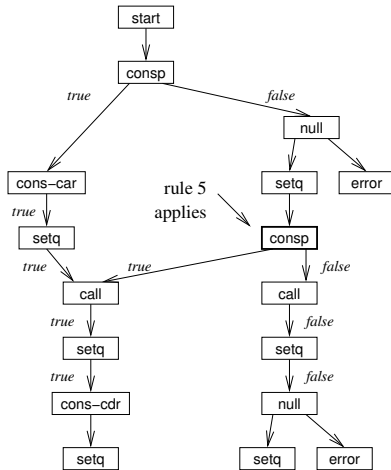 start
consp
true
false
null
cons-car
rule 5
applies
setq
error
true
setq
consp
true
true
false
call
call
true
false
setq
setq
true
false
cons-cdr
null
setq
setq
error